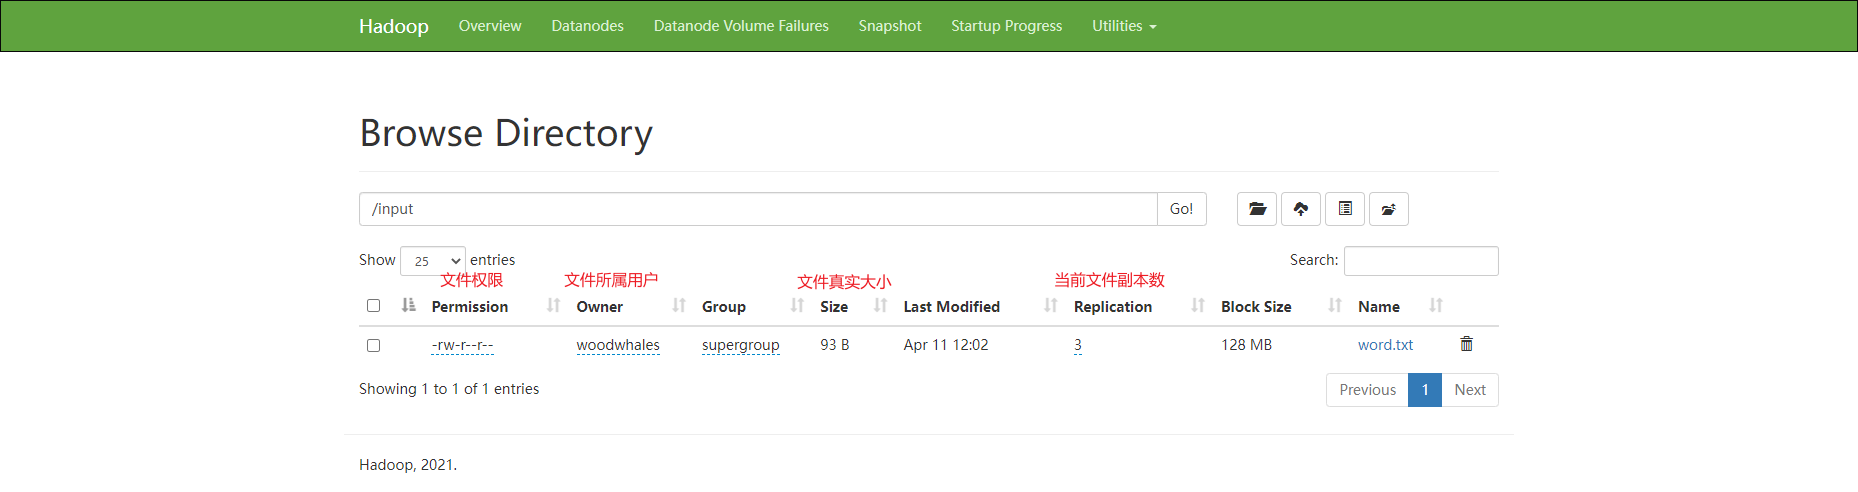 Hadoop Overview Datanodes Datanode Volume Failures Snapshot Startup Progress Utilities
Browse Directory
/input Go!
Show 25 entries Search:
文件权限 文件所属用户 文件真实大小 当前文件副本数
Permission Owner Group Size Last Modified Replication Block Size Name
-rw-r--r-- woodwhales supergroup 93 B Apr 11 12:02 3 128 MB word.txt
Showing 1 to 1 of 1 entries Previous 1 Next
Hadoop, 2021.